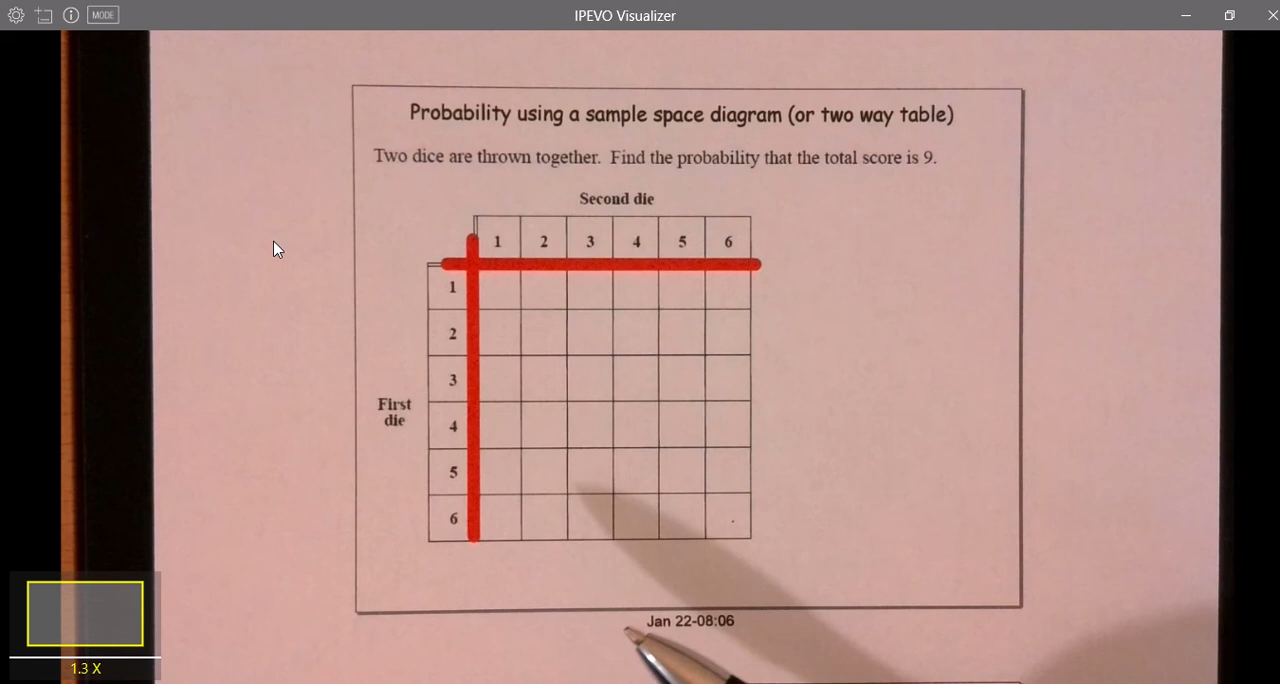 MODE
IPEVO Visualizer
Probability using a sample space diagram (or two way table)
Two dice are thrown together. Find the probability that the total score is 9.
Second die
1 2 3 4 5 6
1
2
3
First
die
4
5
6
Jan 22-08:06
1.3 X